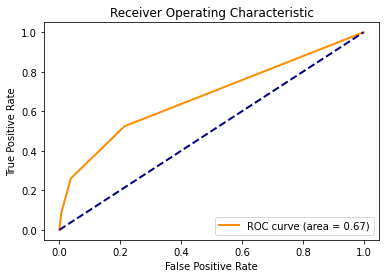 Receiver Operating Characteristic
True Positive Rate
1.0
0.8
0.6
0.4
0.2
0.0
ROC curve (area = 0.67)
0.0 0.2 0.4 0.6 0.8 1.0
False Positive Rate